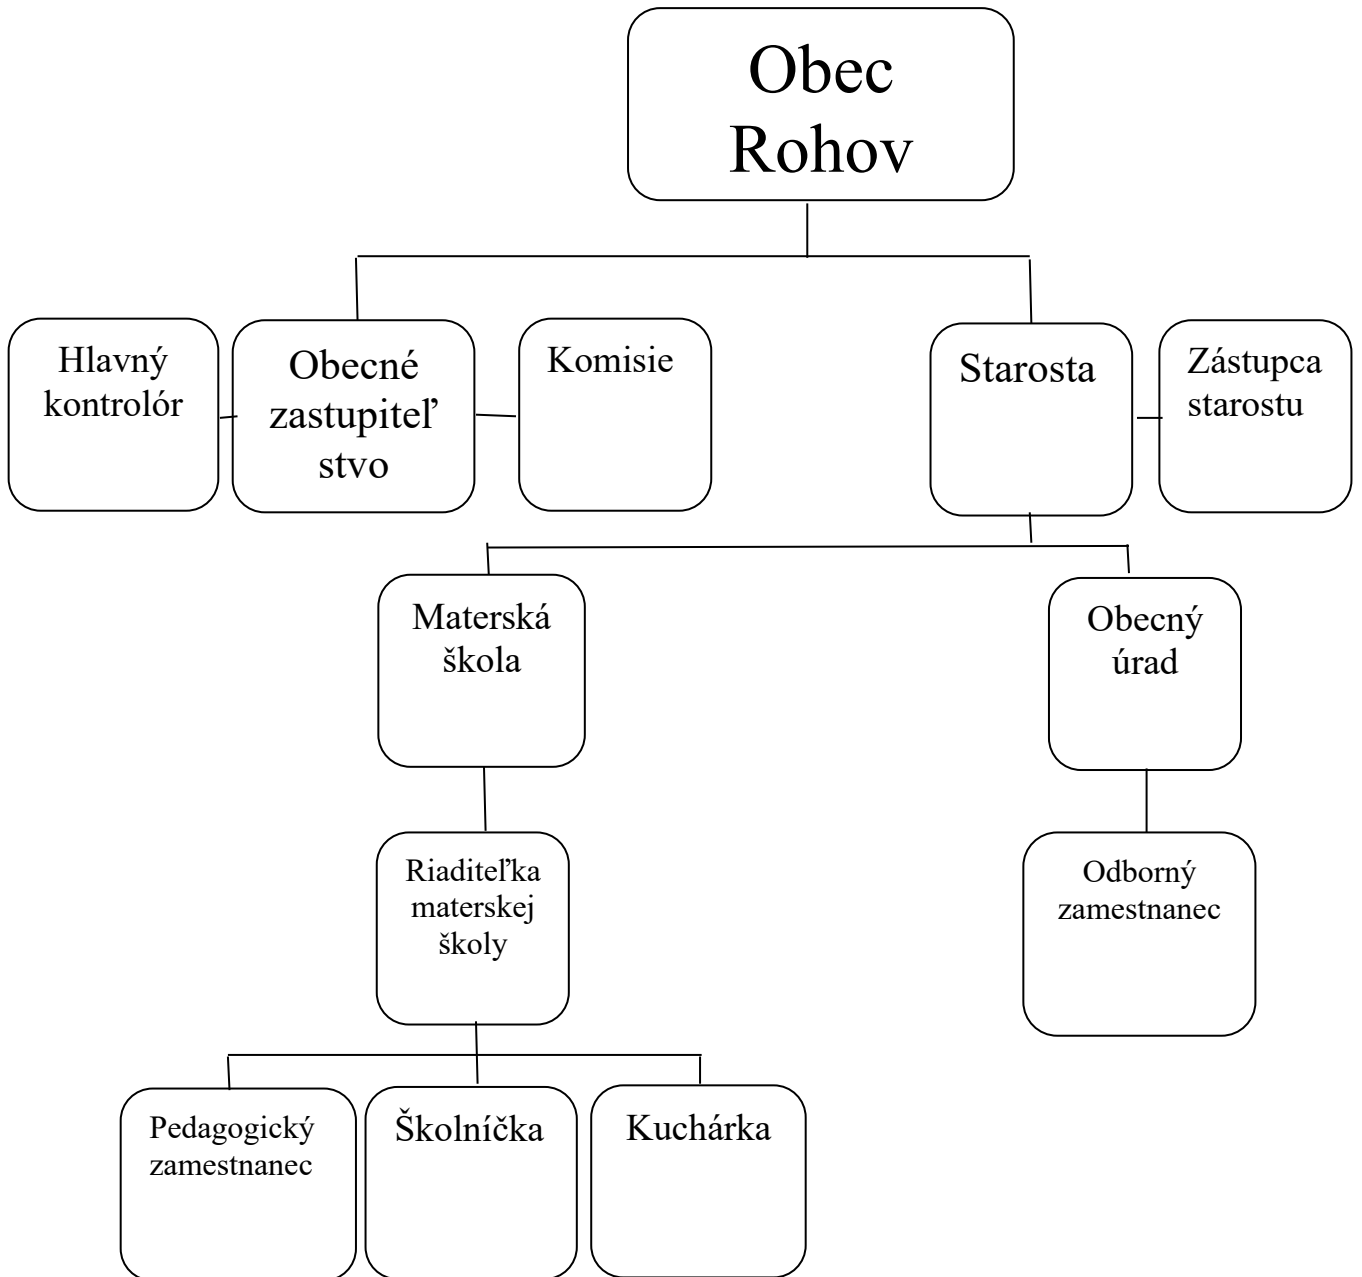 Obec
Rohov
Hlavný
kontrolór
Obecné
zastupiteľ
stvo
Komisie
Starosta
Zástupca
starostu
Materská
škola
Obecný
úrad
Riaditeľka
materskej
školy
Odborný
zamestnanec
Pedagogický
zamestnanec
Školníčka
Kuchárka